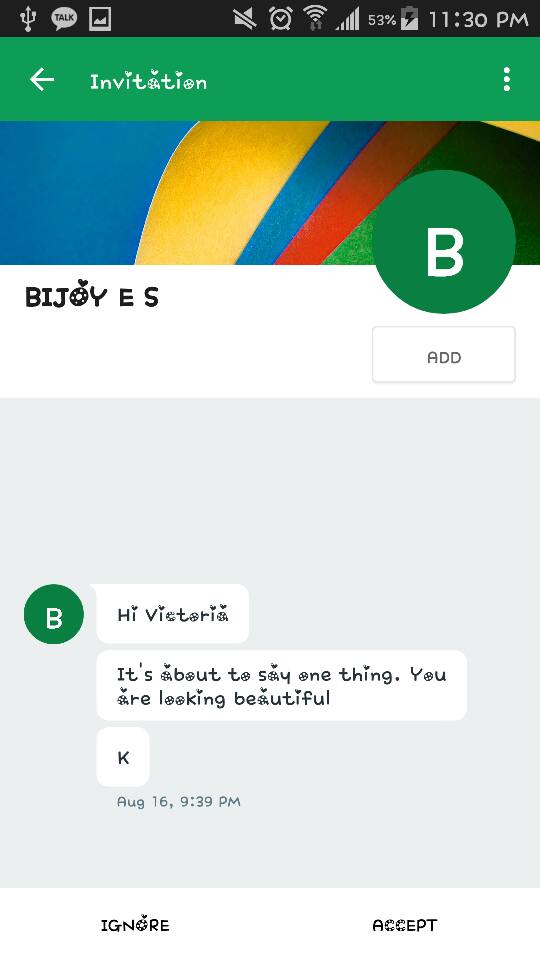 TALK
53%
11:30 PM
Invitation
B
BIJOY E S
ADD
B
Hi Victoria
It's about to say one thing. You
are looking beautiful
K
Aug 16, 9:39 PM
IGNORE
ACCEPT